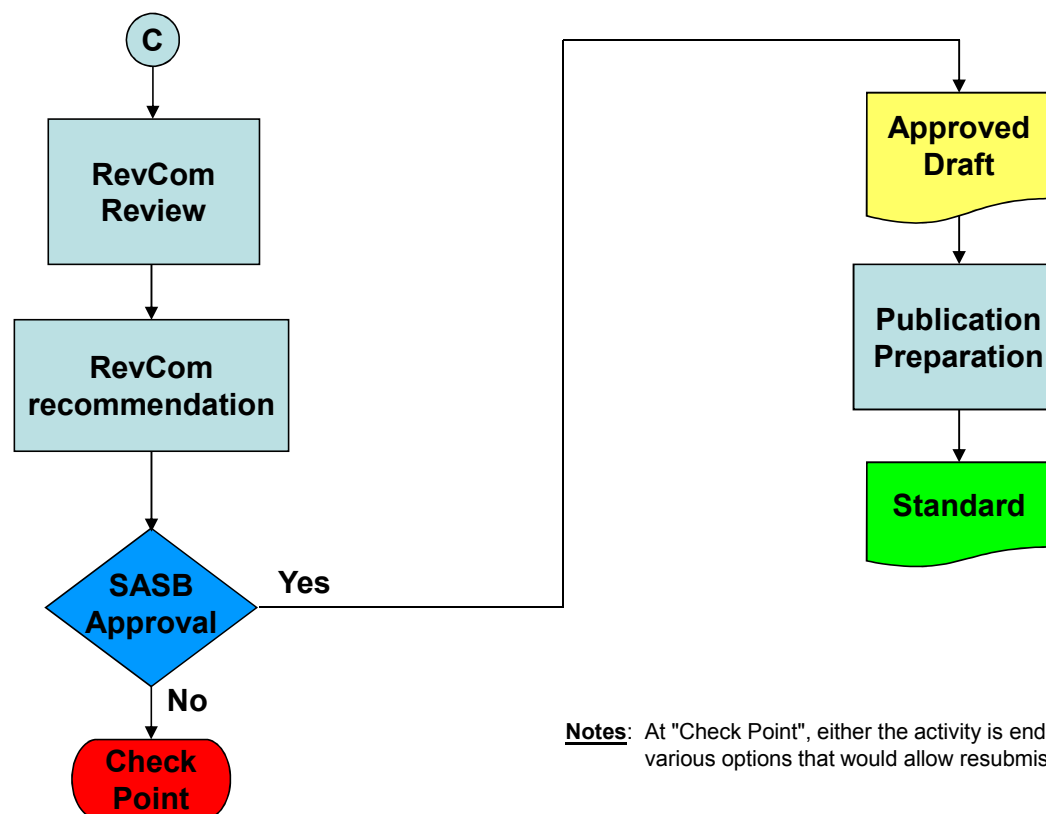 C
RevCom
Review
RevCom
recommendation
SASB
Approval
Yes
No
Check
Point
Approved
Draft
Publication
Preparation
Standard
Notes: At "Check Point", either the activity is end
various options that would allow resubmis